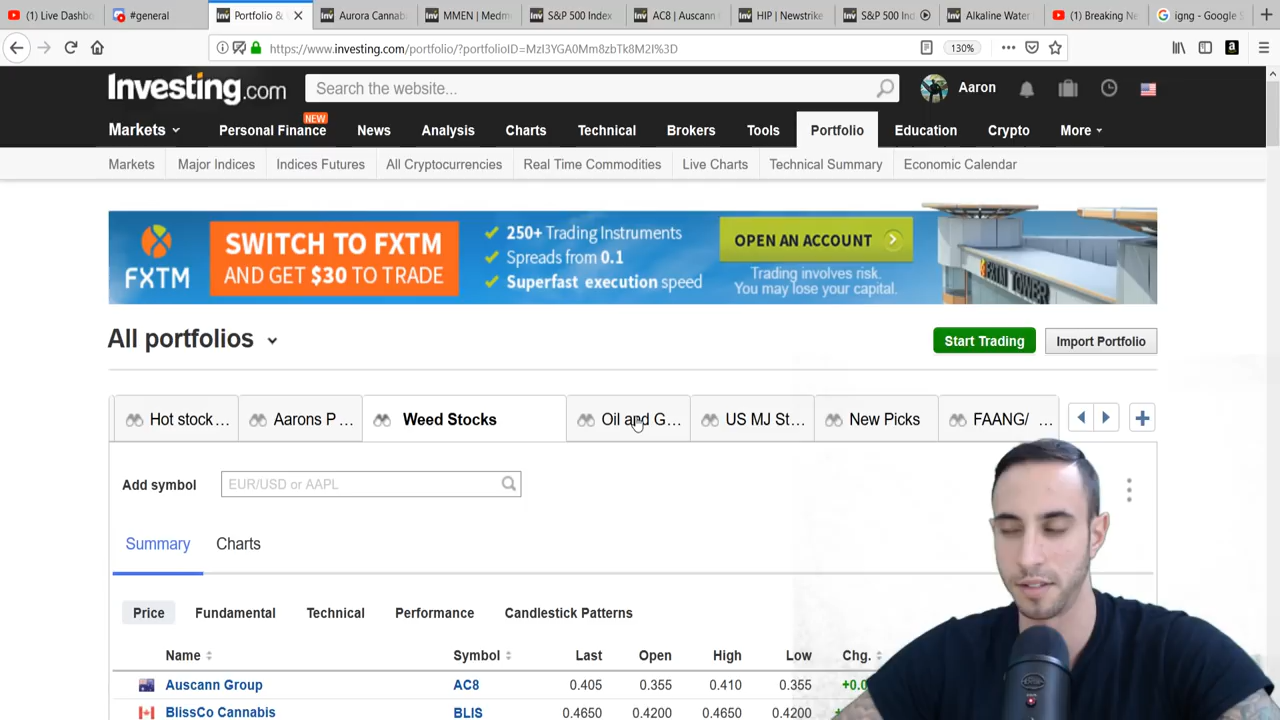 (1) Live Dashbo
#general
Portfolio &
Aurora Cannabi
MMEN | Medm
S&P 500 Index
AC8 | Auscann
HIP | Newstrike
S&P 500 Ind
Alkaline Water
(1) Breaking Ne
igng - Google S
https://www.investing.com/portfolio/?portfolioID=MzI3YGA0Mm8zbTk8M2I%3D
130%
Investing.com
Search the website...
Aaron
NEW
Markets
Personal Finance
News
Analysis
Charts
Technical
Brokers
Tools
Portfolio
Education
Crypto
More
Markets
Major Indices
Indices Futures
All Cryptocurrencies
Real Time Commodities
Live Charts
Technical Summary
Economic Calendar
FXTM
SWITCH TO FXTM
AND GET $30 TO TRADE
250+ Trading Instruments
Spreads from 0.1
Superfast execution speed
OPEN AN ACCOUNT
Trading involves risk.
You may lose your capital.
FXTM TOWER
All portfolios
Start Trading
Import Portfolio
Hot stock ...
Aarons P ...
Weed Stocks
Oil and G...
US MJ St...
New Picks
FAANG/ ...
Add symbol
EUR/USD or AAPL
Summary
Charts
Price
Fundamental
Technical
Performance
Candlestick Patterns
Name
Symbol
Last
Open
High
Low
Chg.
Auscann Group
AC8
0.405
0.355
0.410
0.355
BlissCo Cannabis
BLIS
0.4650
0.4200
0.4650
0.4200